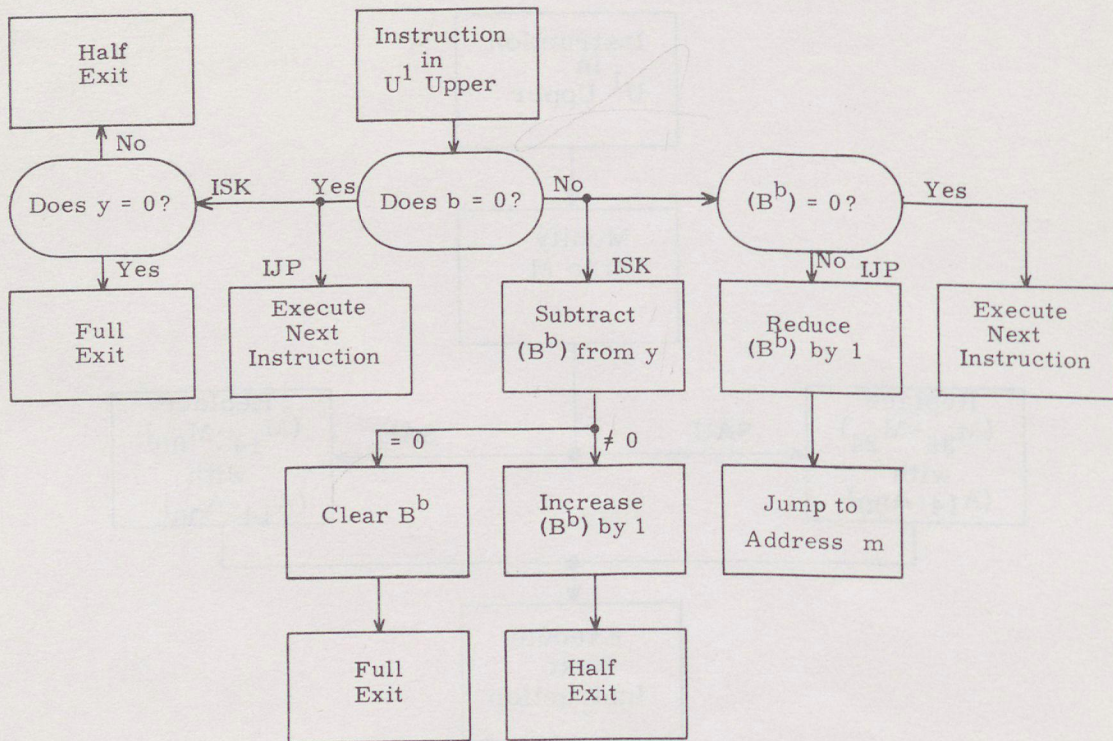 Half
Exit
Instruction
in
U¹ Upper
No
Does y = 0?
ISK
Yes
Does b = 0?
No
(Bᵇ) = 0?
Yes
Yes
IJP
ISK
No
IJP
Full
Exit
Execute
Next
Instruction
Subtract
(Bᵇ) from y
Reduce
(Bᵇ) by 1
Execute
Next
Instruction
= 0
≠ 0
Clear Bᵇ
Increase
(Bᵇ) by 1
Jump to
Address m
Full
Exit
Half
Exit